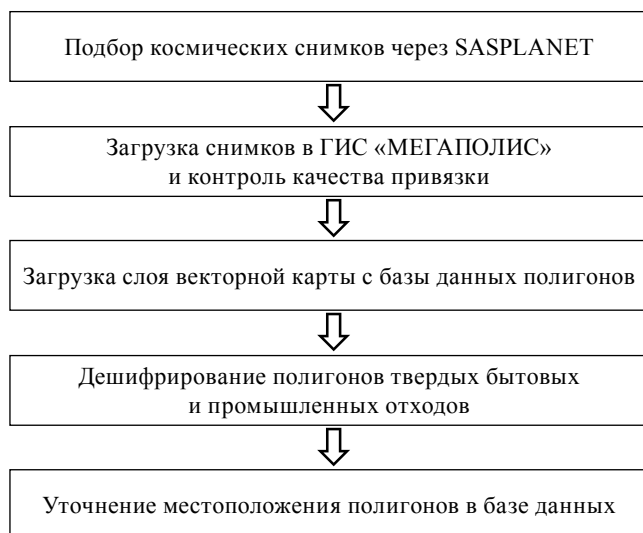 Подбор космических снимков через SASPLANET
Загрузка снимков в ГИС «МЕГАПОЛИС»
и контроль качества привязки
Загрузка слоя векторной карты с базы данных полигонов
Дешифрирование полигонов твердых бытовых
и промышленных отходов
Уточнение местоположения полигонов в базе данных